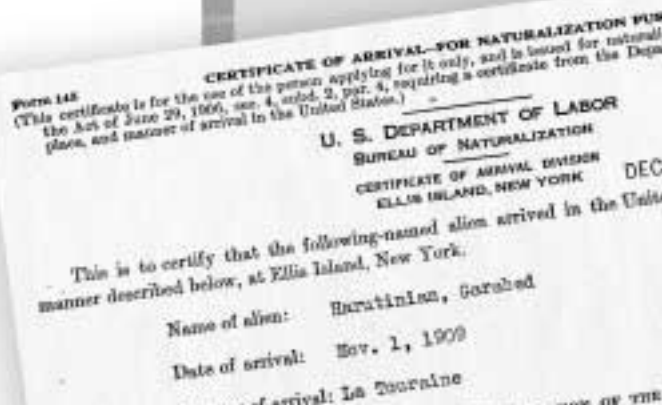 CERTIFICATE OF ARRIVAL—FOR NATURALIZATION PUR
Form 145
(This certificate is for the use of the person applying for it only, and is issued for naturali
the Act of June 29, 1906, sec. 4, subd. 2, par. 4, requiring a certificate from the Depa
place, and manner of arrival in the United States.)
U. S. DEPARTMENT OF LABOR
BUREAU OF NATURALIZATION
CERTIFICATE OF ARRIVAL DIVISION
ELLIS ISLAND, NEW YORK DEC
This is to certify that the following-named alien arrived in the Unite
manner described below, at Ellis Island, New York.
Name of alien: Harutinian, Garabed
Date of arrival: Nov. 1, 1909
of arrival: La Touraine
OF THE